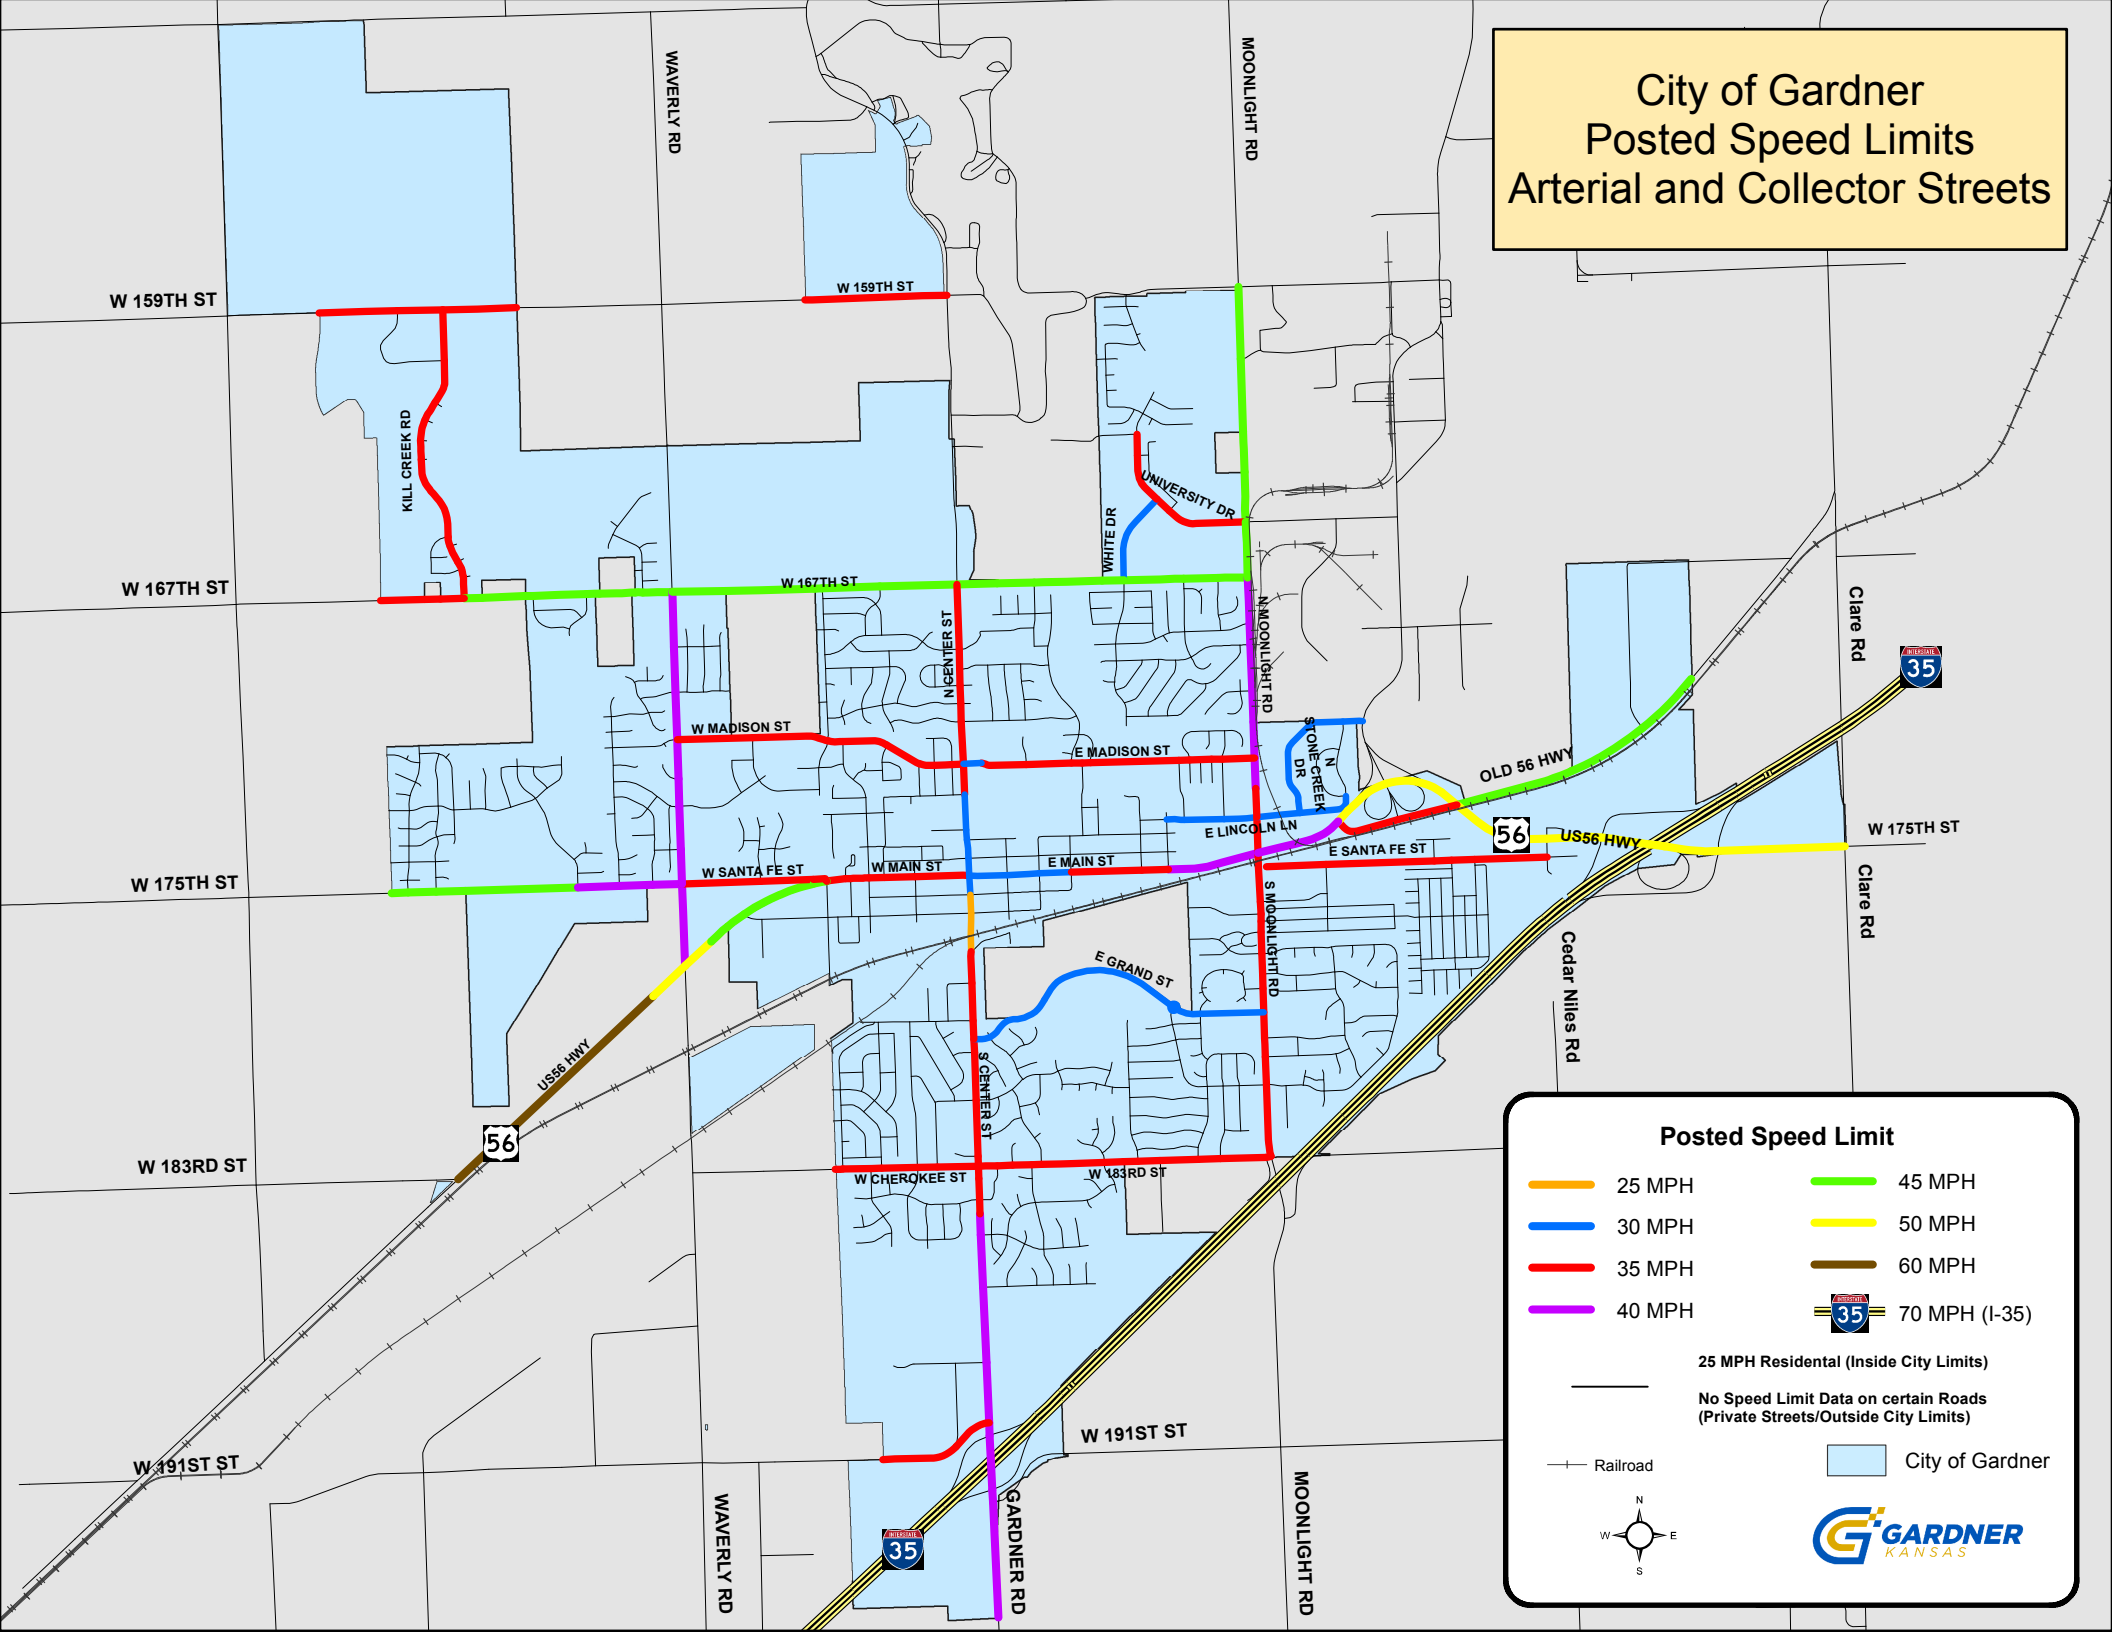 City of Gardner
Posted Speed Limits
Arterial and Collector Streets
WAVERLY RD
MOONLIGHT RD
W 159TH ST
W 159TH ST
KILL CREEK RD
UNIVERSITY DR
WHITE DR
W 167TH ST
W 167TH ST
N CENTER ST
N MOONLIGHT RD
Clare Rd
INTERSTATE
35
W MADISON ST
E MADISON ST
N
STONE CREEK
DR
OLD 56 HWY
E LINCOLN LN
56
US56 HWY
W 175TH ST
E SANTA FE ST
W 175TH ST
W SANTA FE ST
W MAIN ST
E MAIN ST
S MOONLIGHT RD
Clare Rd
Cedar Niles Rd
E GRAND ST
US56 HWY
56
S CENTER ST
W 183RD ST
W CHEROKEE ST
W 183RD ST
W 191ST ST
W 191ST ST
WAVERLY RD
GARDNER RD
MOONLIGHT RD
INTERSTATE
35
Posted Speed Limit
25 MPH
30 MPH
35 MPH
40 MPH
45 MPH
50 MPH
60 MPH
INTERSTATE
35
70 MPH (I-35)
25 MPH Residental (Inside City Limits)
No Speed Limit Data on certain Roads
(Private Streets/Outside City Limits)
Railroad
City of Gardner
N
W
E
S
G
GARDNER
KANSAS